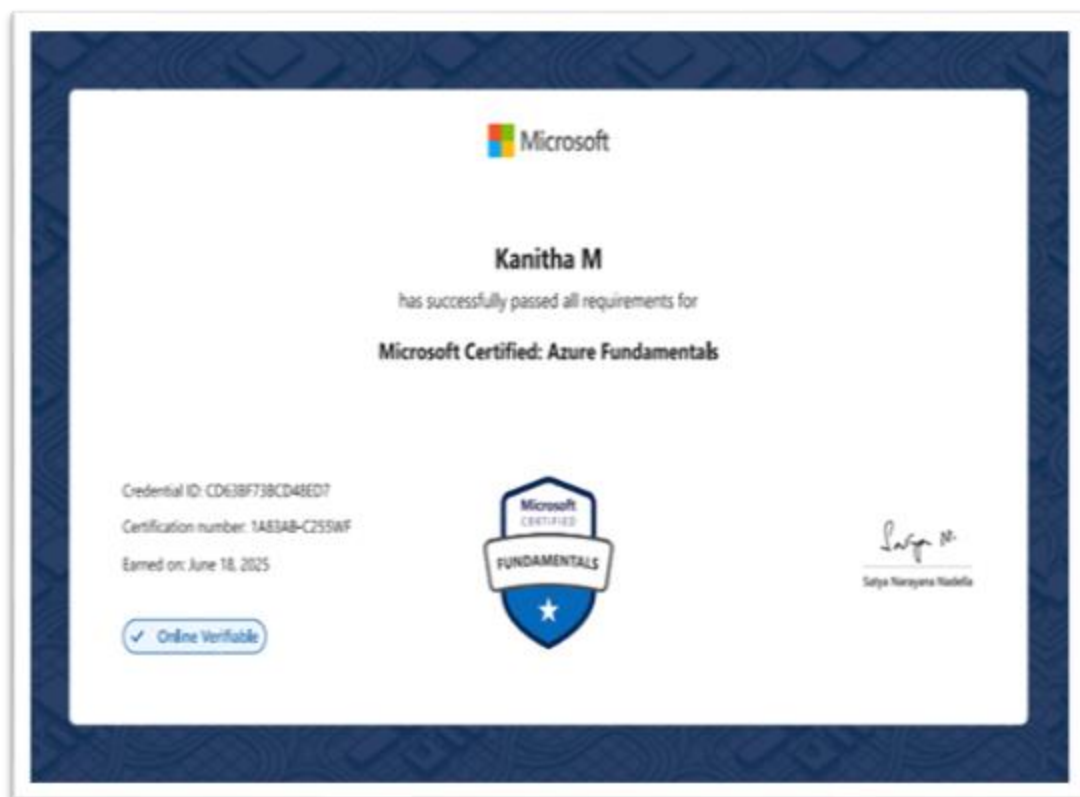 Microsoft
Kanitha M
has successfully passed all requirements for
Microsoft Certified: Azure Fundamentals
Credential ID: CD63BF73BCD48ED7
Certification number: 1A83AB-C255WF
Earned on: June 18, 2025
Online Verifiable
Microsoft
CERTIFIED
FUNDAMENTALS
Satya N.
Satya Narayana Nadella